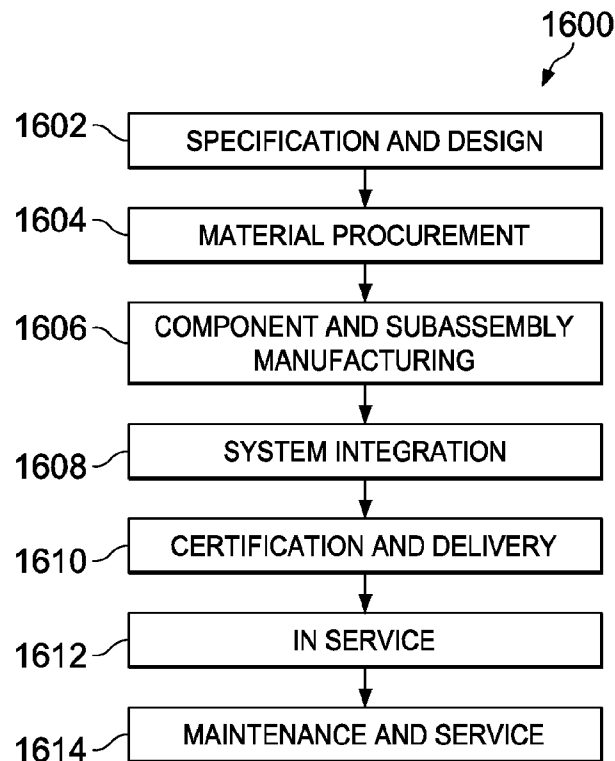 1600
1602
SPECIFICATION AND DESIGN
1604
MATERIAL PROCUREMENT
1606
COMPONENT AND SUBASSEMBLY
MANUFACTURING
1608
SYSTEM INTEGRATION
1610
CERTIFICATION AND DELIVERY
1612
IN SERVICE
1614
MAINTENANCE AND SERVICE